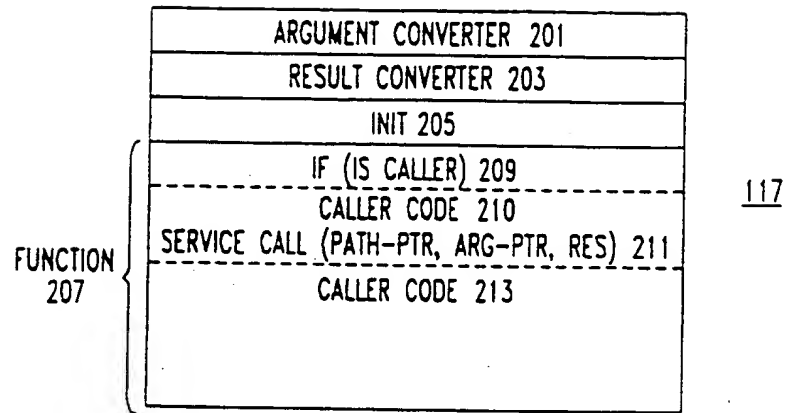 ARGUMENT CONVERTER 201
RESULT CONVERTER 203
INIT 205
IF (IS CALLER) 209
117
CALLER CODE 210
SERVICE CALL (PATH-PTR, ARG-PTR, RES) 211
FUNCTION
207
CALLER CODE 213